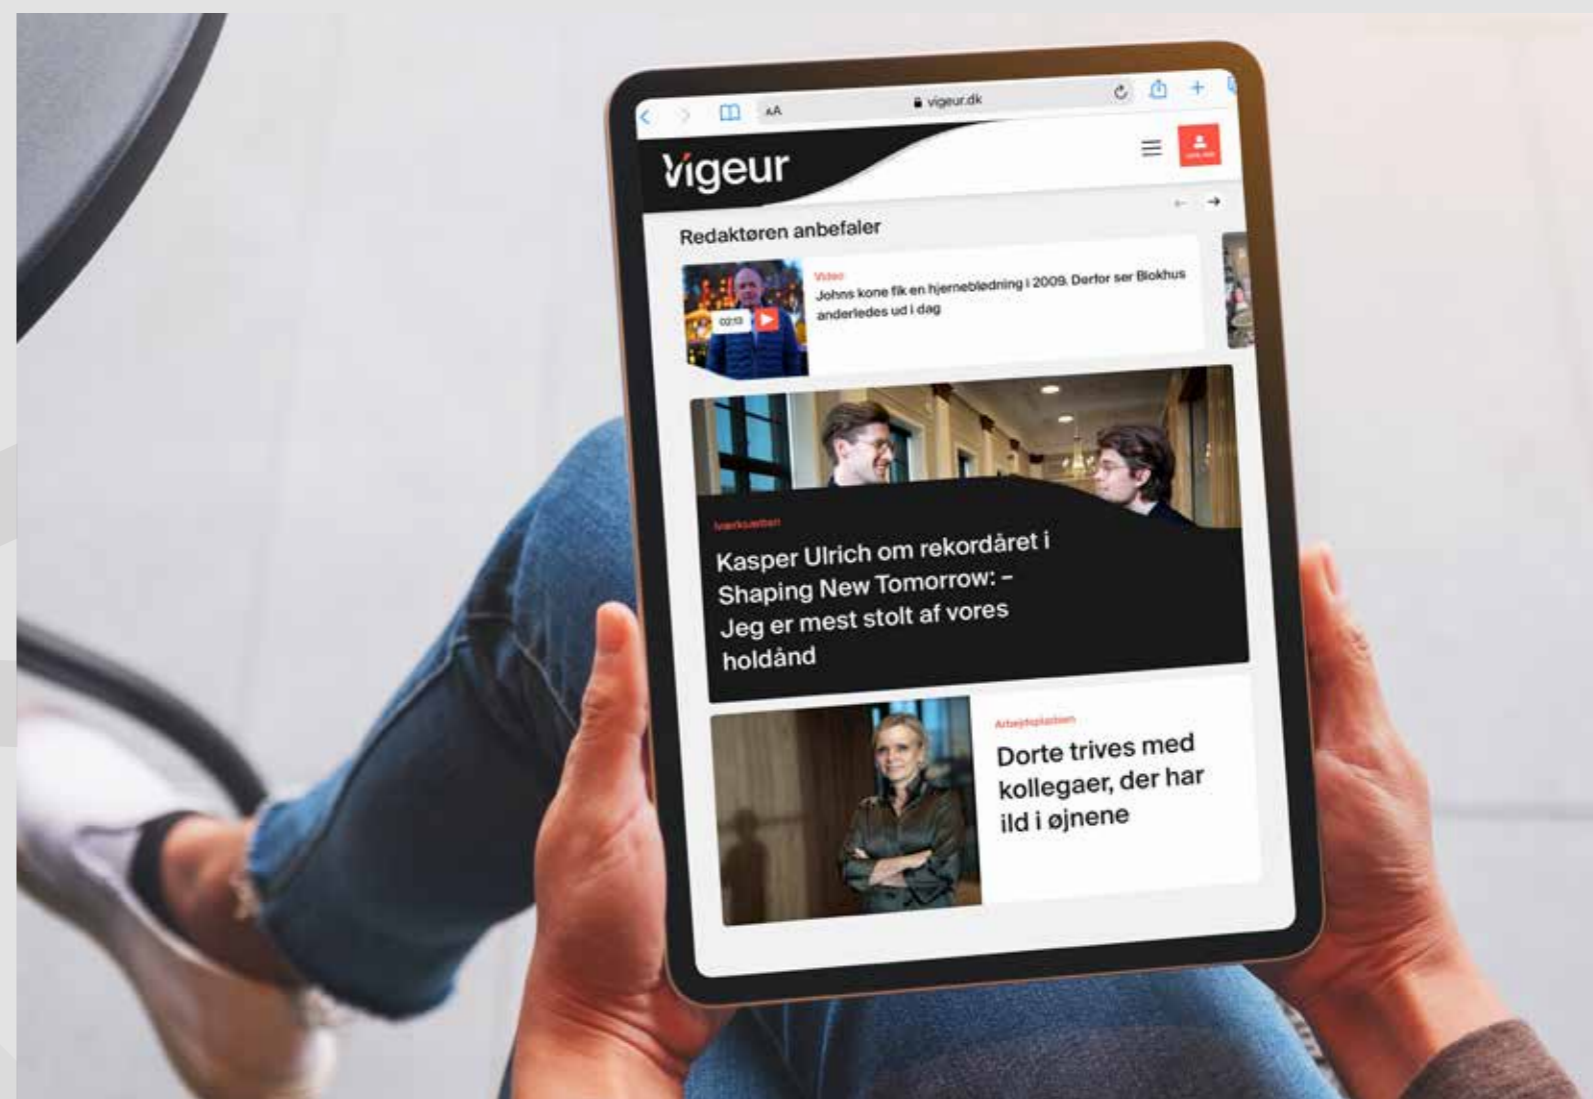 AA
vigeur.dk
Vigeur
Redaktøren anbefaler
Video
Johns kone fik en hjerneblødning i 2009. Derfor ser Blokhus
anderledes ud i dag
02:13
Iværksætteri
Kasper Ulrich om rekordåret i
Shaping New Tomorrow: –
Jeg er mest stolt af vores
holdånd
Arbejdspladsen
Dorte trives med
kollegaer, der har
ild i øjnene